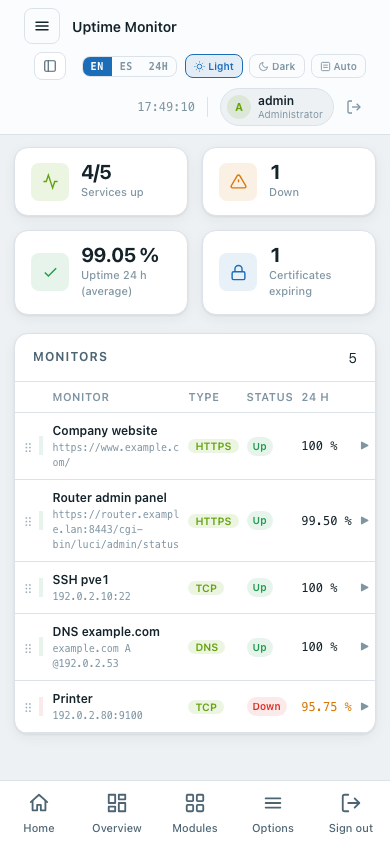 Uptime Monitor
EN ES 24H Light Dark Auto
17:49:10
A
admin
Administrator
4/5
Services up
1
Down
99.05 %
Uptime 24 h
(average)
1
Certificates
expiring
MONITORS 5
MONITOR TYPE STATUS 24 H
Company website
https://www.example.c
om/
HTTPS Up 100 %
Router admin panel
https://router.exampl
e.lan:8443/cgi-
bin/luci/admin/status
HTTPS Up 99.50 %
SSH pve1
192.0.2.10:22
TCP Up 100 %
DNS example.com
example.com A
@192.0.2.53
DNS Up 100 %
Printer
192.0.2.80:9100
TCP Down 95.75 %
Home Overview Modules Options Sign out